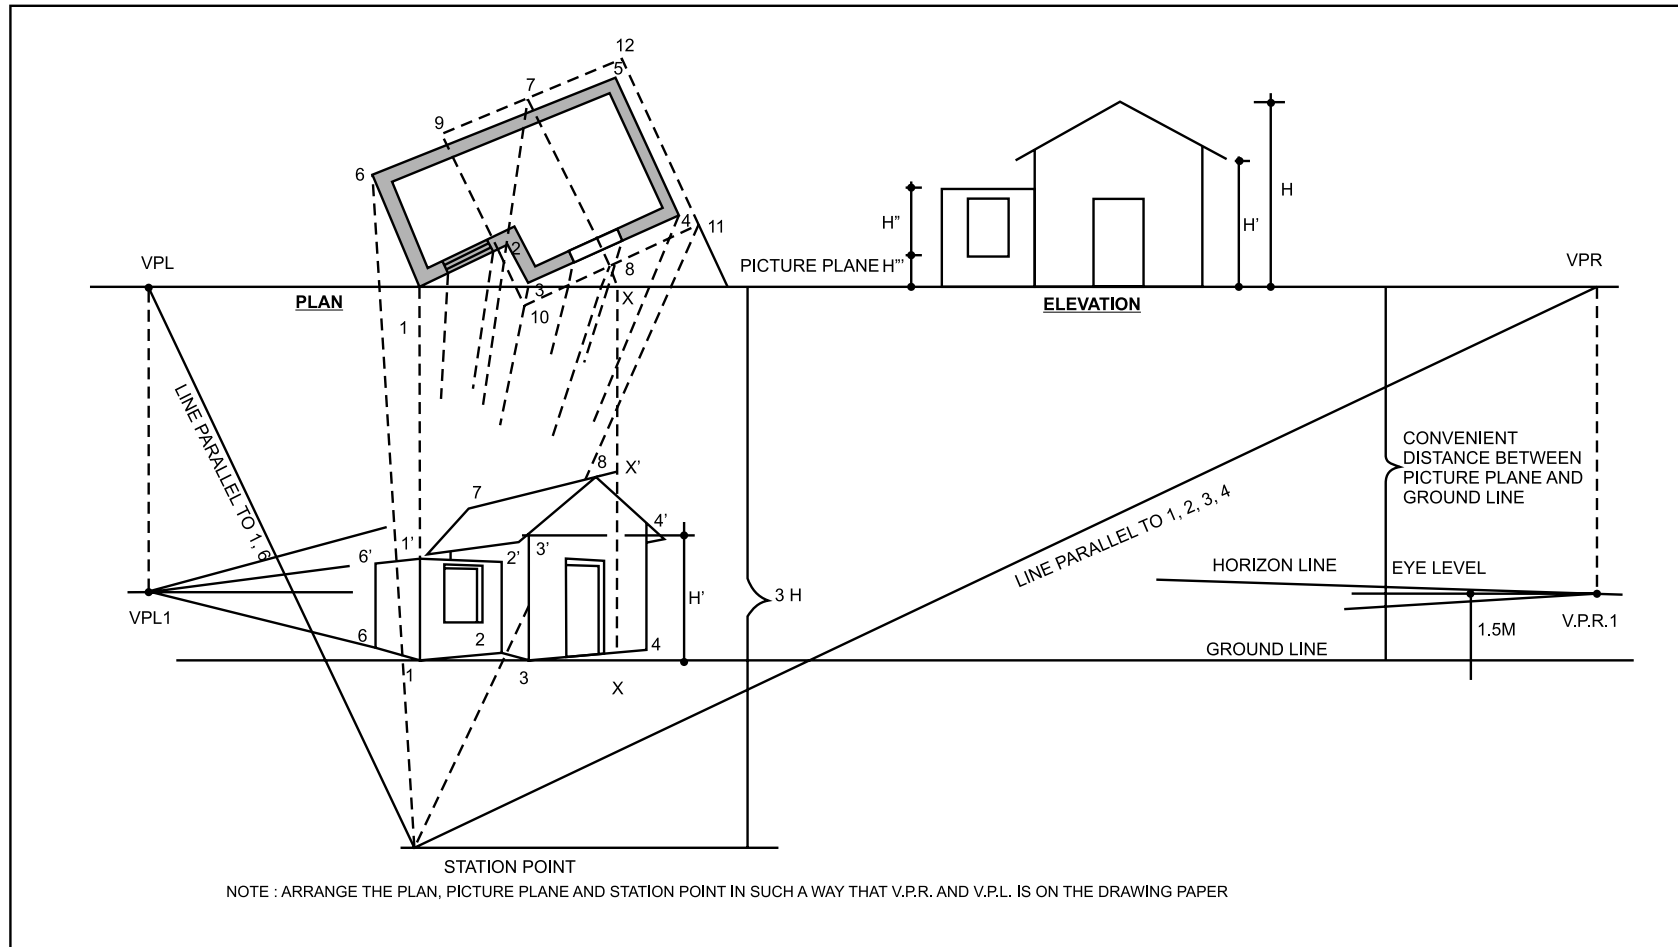 12
5
7
9
6
4
11
2
8
3
10
X
1
VPL
PLAN
PICTURE PLANE
H"
H"'
H'
H
ELEVATION
VPR
LINE PARALLEL TO 1, 6
LINE PARALLEL TO 1, 2, 3, 4
CONVENIENT
DISTANCE BETWEEN
PICTURE PLANE AND
GROUND LINE
8
X'
7
4'
1'
2'
3'
6'
H'
3 H
HORIZON LINE
EYE LEVEL
VPL1
V.P.R.1
1.5M
6
2
4
GROUND LINE
1
3
X
STATION POINT
NOTE : ARRANGE THE PLAN, PICTURE PLANE AND STATION POINT IN SUCH A WAY THAT V.P.R. AND V.P.L. IS ON THE DRAWING PAPER